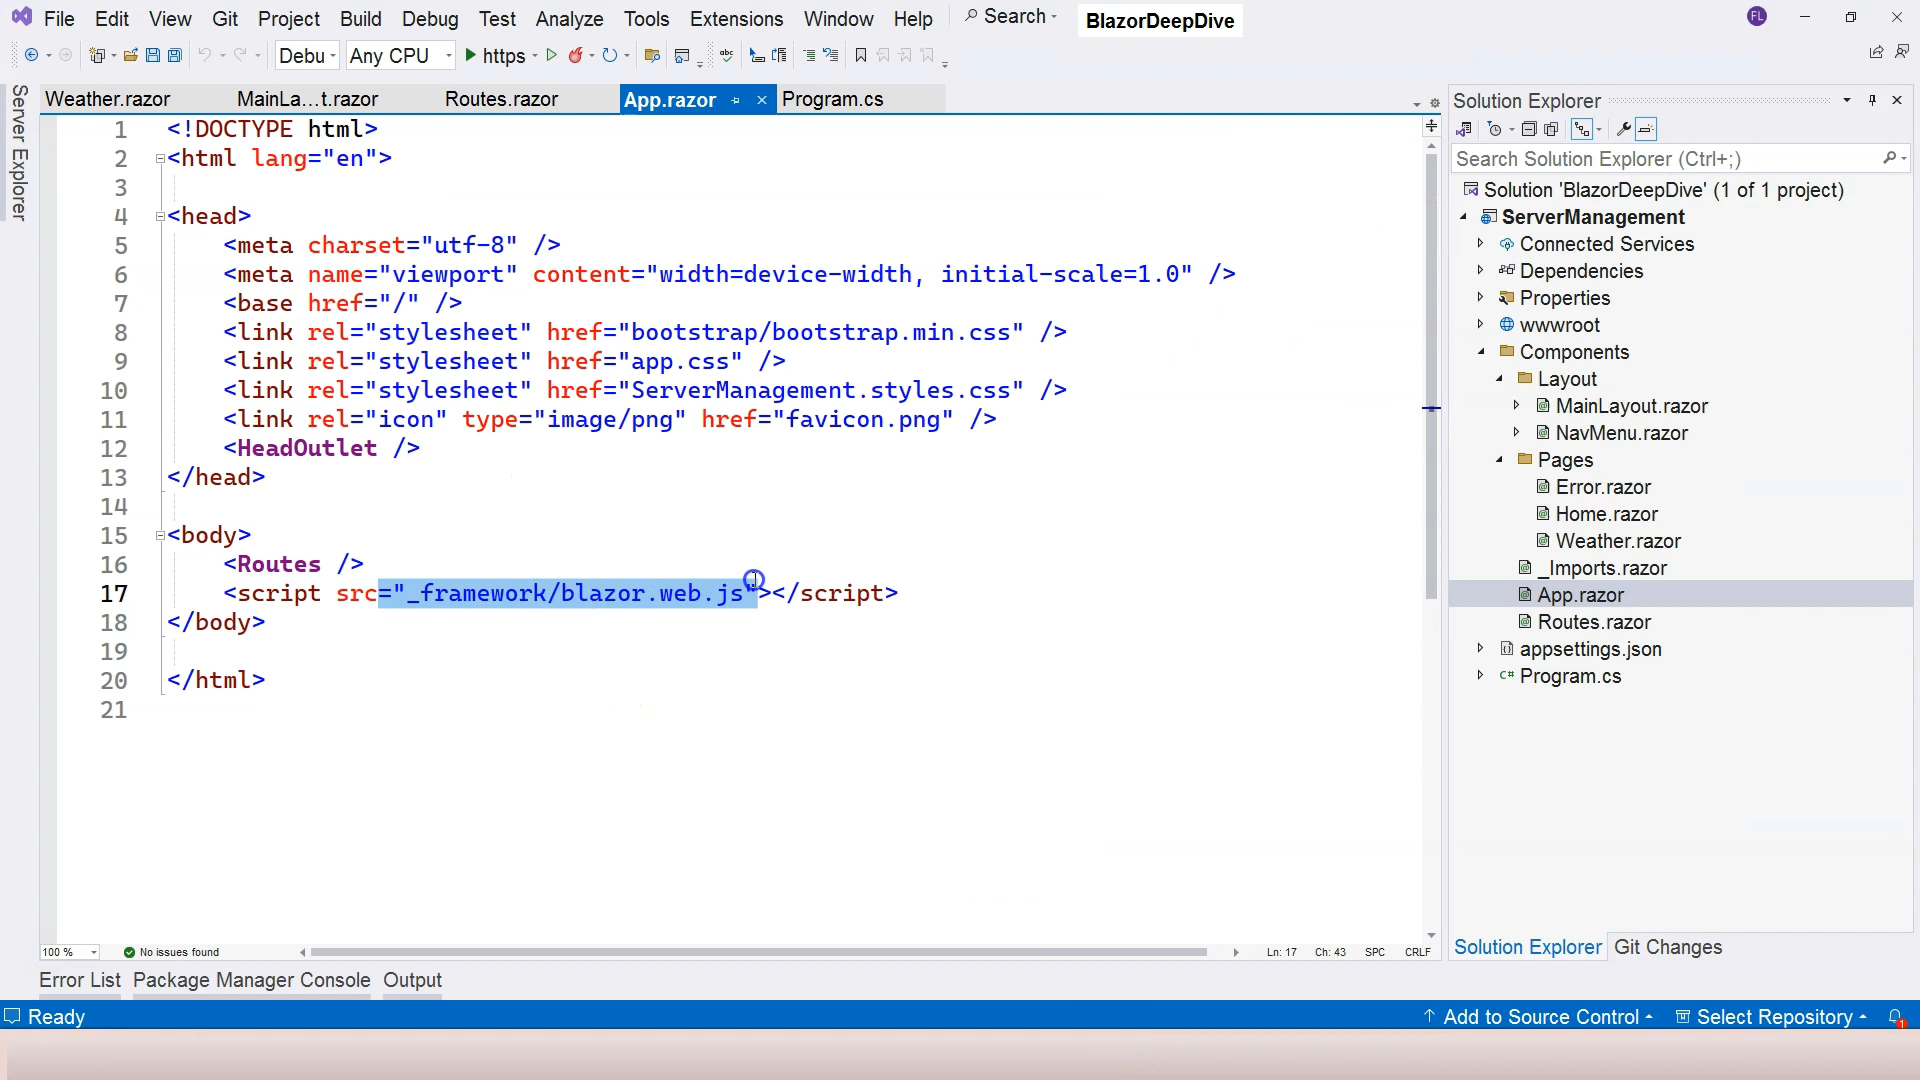 File Edit View Git Project Build Debug Test Analyze Tools Extensions Window Help Search BlazorDeepDive FL
Debu Any CPU https
Server Explorer
Weather.razor MainLa...t.razor Routes.razor App.razor Program.cs
1 <!DOCTYPE html>
2 <html lang="en">
3
4 <head>
5 <meta charset="utf-8" />
6 <meta name="viewport" content="width=device-width, initial-scale=1.0" />
7 <base href="/" />
8 <link rel="stylesheet" href="bootstrap/bootstrap.min.css" />
9 <link rel="stylesheet" href="app.css" />
10 <link rel="stylesheet" href="ServerManagement.styles.css" />
11 <link rel="icon" type="image/png" href="favicon.png" />
12 <HeadOutlet />
13 </head>
14
15 <body>
16 <Routes />
17 <script src="_framework/blazor.web.js"></script>
18 </body>
19
20 </html>
21
100 % No issues found Ln: 17 Ch: 43 SPC CRLF
Solution Explorer
Search Solution Explorer (Ctrl+;)
Solution 'BlazorDeepDive' (1 of 1 project)
ServerManagement
Connected Services
Dependencies
Properties
wwwroot
Components
Layout
MainLayout.razor
NavMenu.razor
Pages
Error.razor
Home.razor
Weather.razor
_Imports.razor
App.razor
Routes.razor
appsettings.json
C# Program.cs
Solution Explorer Git Changes
Error List Package Manager Console Output
Ready Add to Source Control Select Repository 1